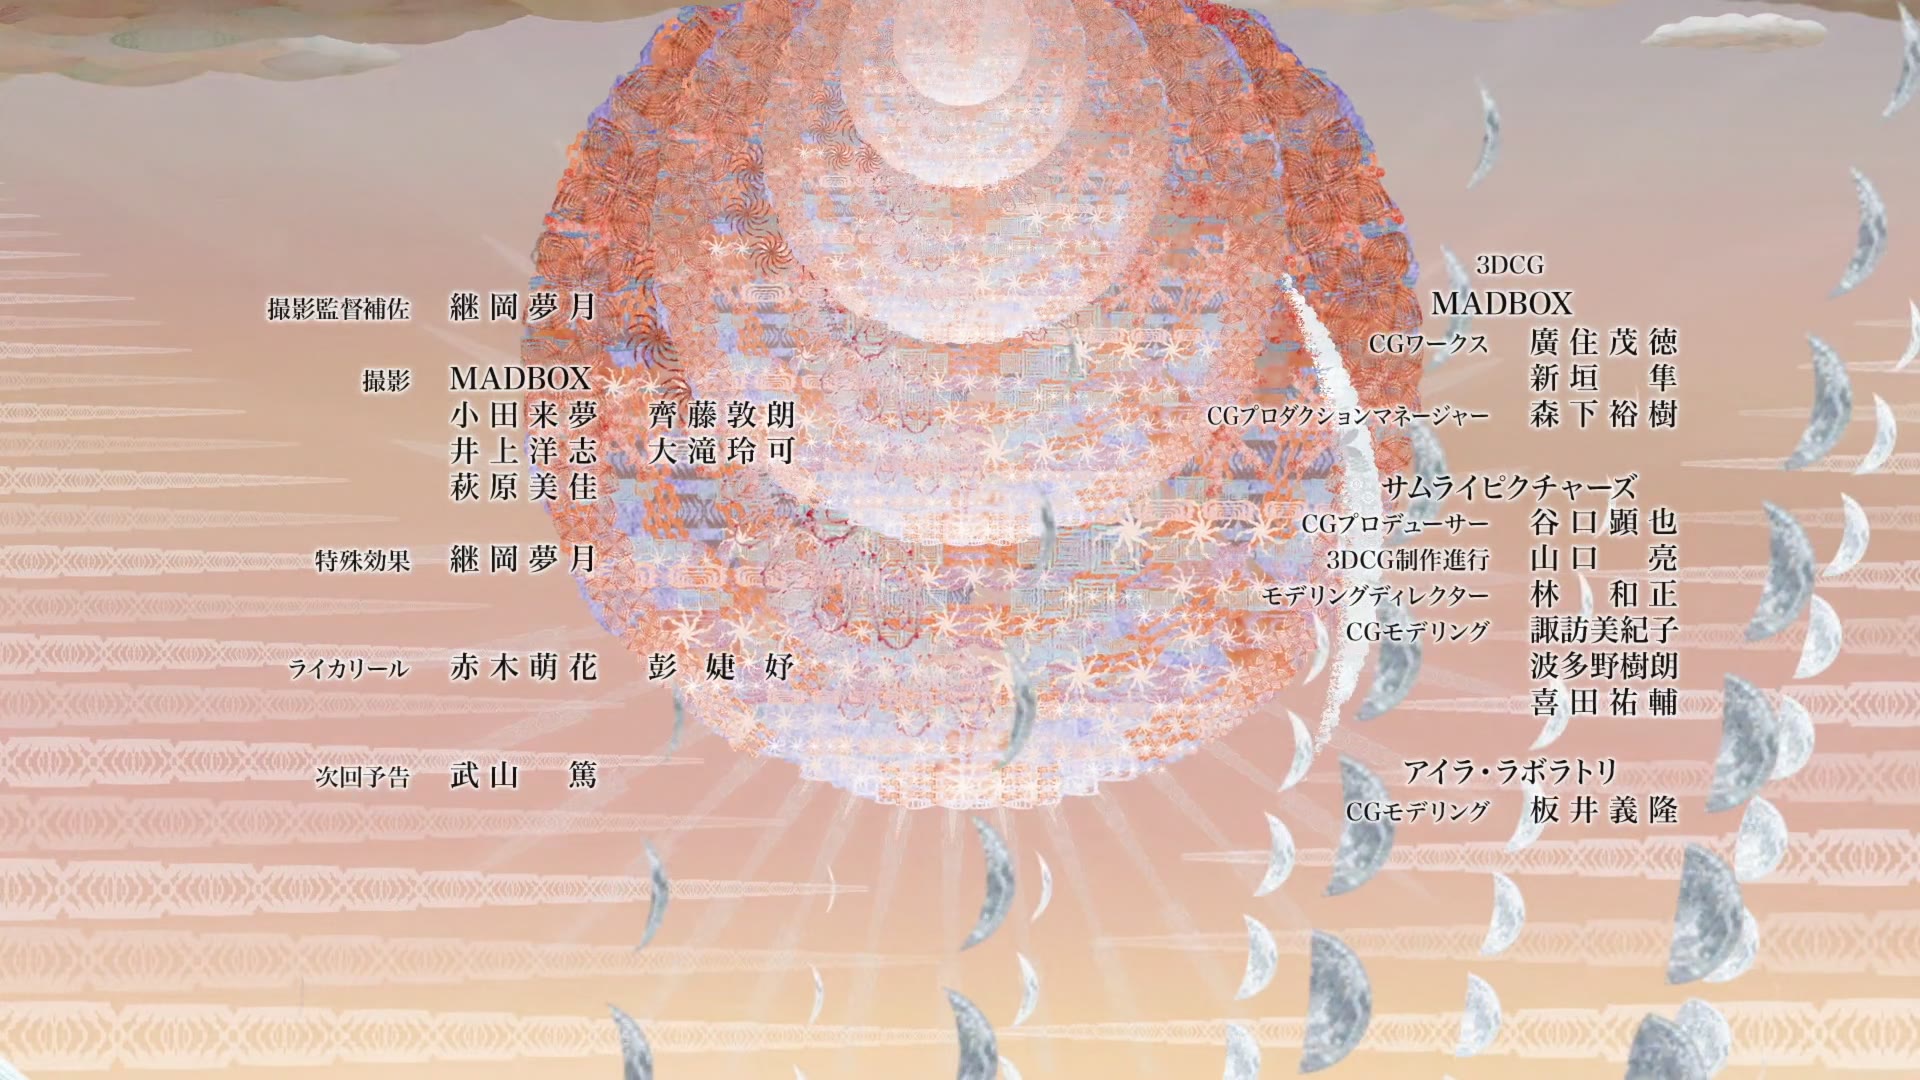 撮影監督補佐 継岡夢月
撮影 MADBOX
小田来夢 齊藤敦朗
井上洋志 大滝玲可
萩原美佳
特殊効果 継岡夢月
ライカリール 赤木萌花 彭婕妤
次回予告 武山篤
3DCG
MADBOX
CGワークス 廣住茂徳
新垣隼
CGプロダクションマネージャー 森下裕樹
サムライピクチャーズ
CGプロデューサー 谷口顕也
3DCG制作進行 山口亮
モデリングディレクター 林和正
CGモデリング 諏訪美紀子
波多野樹朗
喜田祐輔
アイラ・ラボラトリ
CGモデリング 板井義隆